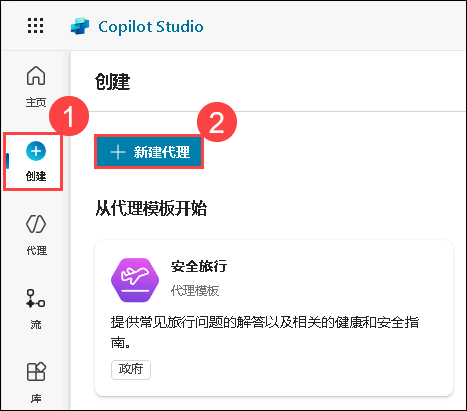 Copilot Studio
主页
1
创建
代理
流
库
创建
2
新建代理
从代理模板开始
安全旅行
代理模板
提供常见旅行问题的解答以及相关的健康和安全指
南。
政府